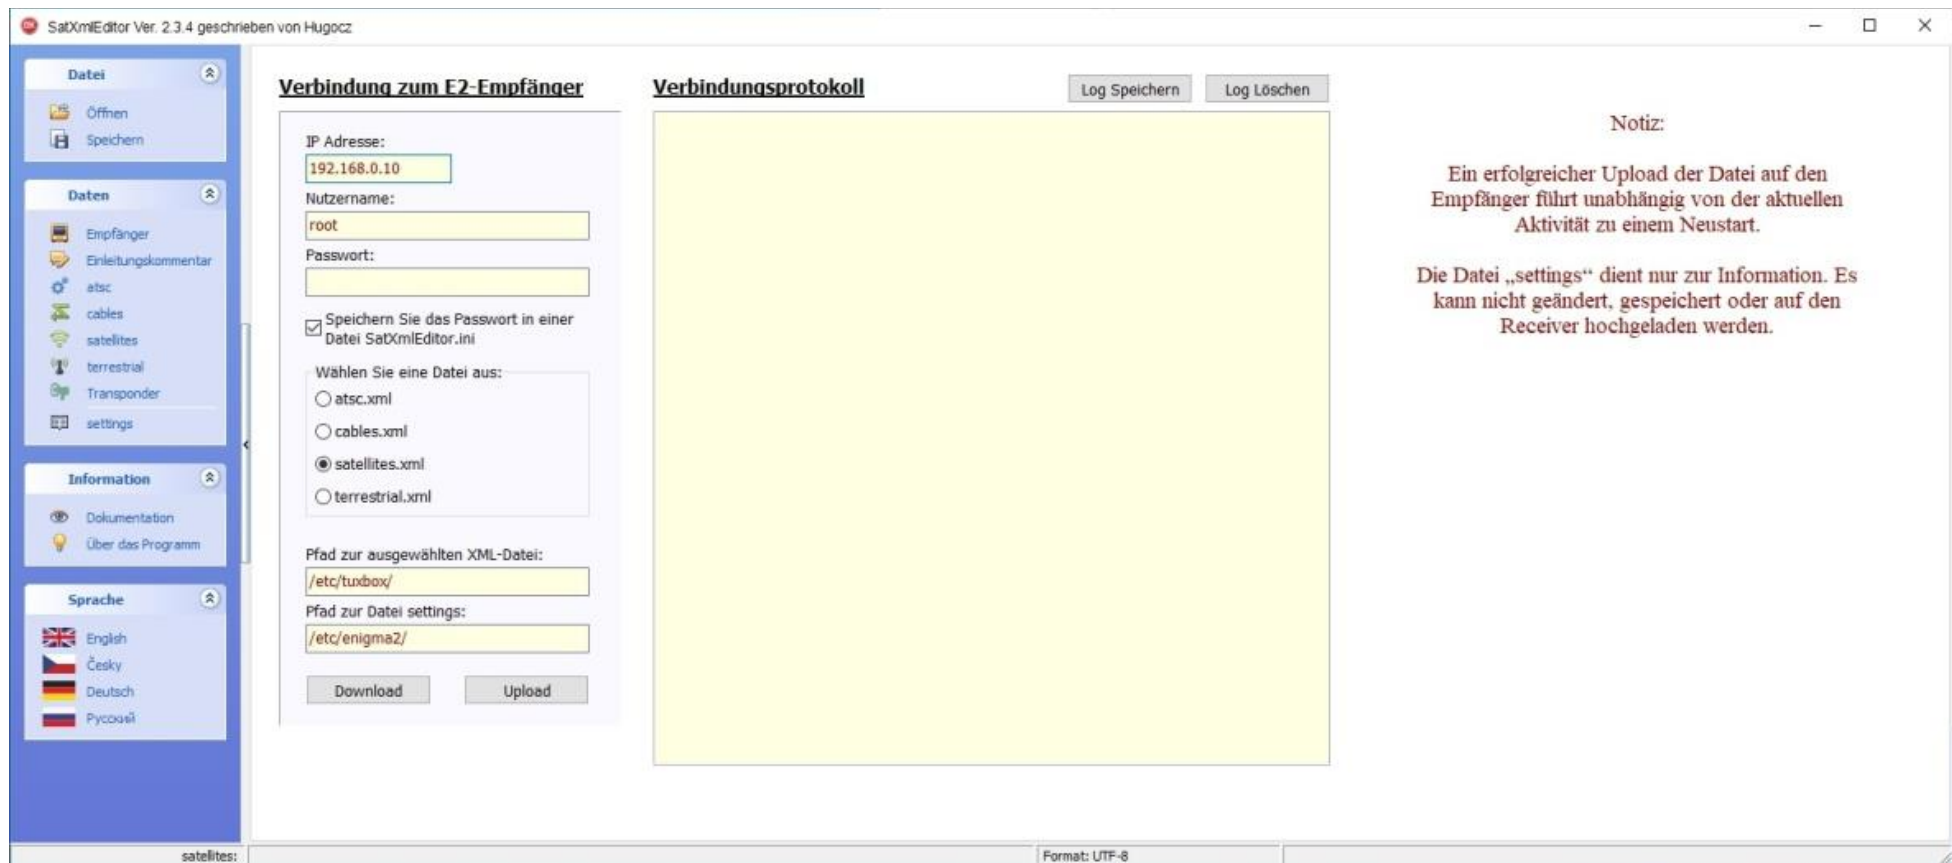 SatXmlEditor Ver. 2.3.4 geschrieben von Hugocz
Datei
Öffnen
Speichern
Daten
Empfänger
Einleitungskommentar
atsc
cables
satellites
terrestrial
Transponder
settings
Information
Dokumentation
Über das Programm
Sprache
English
Česky
Deutsch
Русский
Verbindung zum E2-Empfänger
IP Adresse:
192.168.0.10
Nutzername:
root
Passwort:
Speichern Sie das Passwort in einer
Datei SatXmlEditor.ini
Wählen Sie eine Datei aus:
atsc.xml
cables.xml
satellites.xml
terrestrial.xml
Pfad zur ausgewählten XML-Datei:
/etc/tuxbox/
Pfad zur Datei settings:
/etc/enigma2/
Download
Upload
Verbindungsprotokoll
Log Speichern
Log Löschen
Notiz:
Ein erfolgreicher Upload der Datei auf den
Empfänger führt unabhängig von der aktuellen
Aktivität zu einem Neustart.
Die Datei „settings“ dient nur zur Information. Es
kann nicht geändert, gespeichert oder auf den
Receiver hochgeladen werden.
satellites:
Format: UTF-8